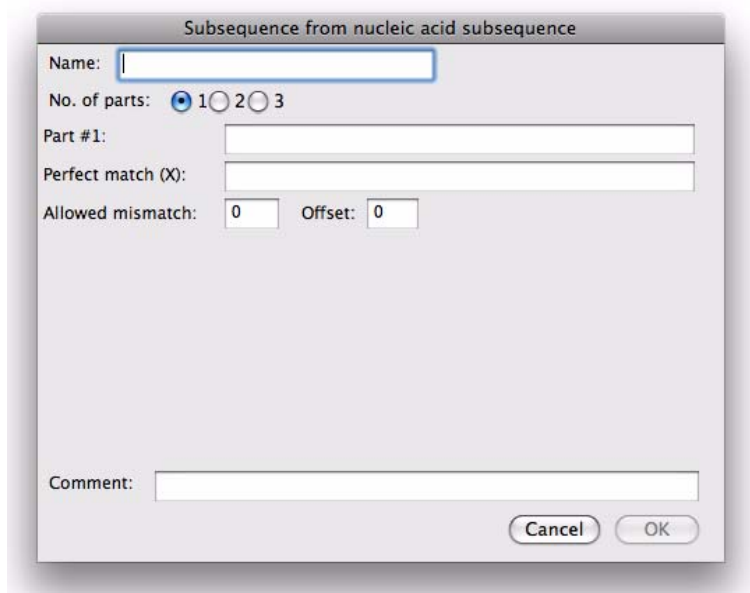 Subsequence from nucleic acid subsequence
Name:
No. of parts: 1 2 3
Part #1:
Perfect match (X):
Allowed mismatch: 0 Offset: 0
Comment:
Cancel OK